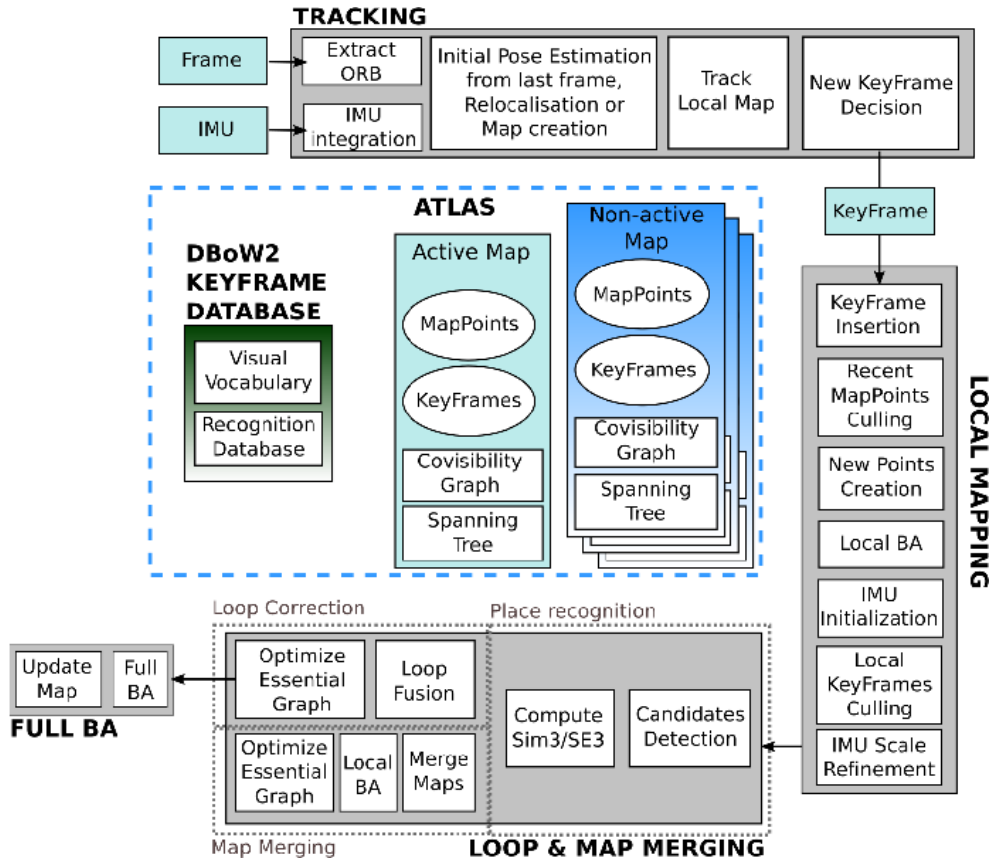 TRACKING
Frame
IMU
Extract
ORB
IMU
integration
Initial Pose Estimation
from last frame,
Relocalisation or
Map creation
Track
Local Map
New KeyFrame
Decision
KeyFrame
ATLAS
DBoW2
KEYFRAME
DATABASE
Visual
Vocabulary
Recognition
Database
Active Map
MapPoints
KeyFrames
Covisibility
Graph
Spanning
Tree
Non-active
Map
MapPoints
KeyFrames
Covisibility
Graph
Spanning
Tree
LOCAL MAPPING
KeyFrame
Insertion
Recent
MapPoints
Culling
New Points
Creation
Local BA
IMU
Initialization
Local
KeyFrames
Culling
IMU Scale
Refinement
Loop Correction
Place recognition
Optimize
Essential
Graph
Loop
Fusion
Compute
Sim3/SE3
Candidates
Detection
Optimize
Essential
Graph
Local
BA
Merge
Maps
Map Merging
LOOP & MAP MERGING
Update
Map
Full
BA
FULL BA